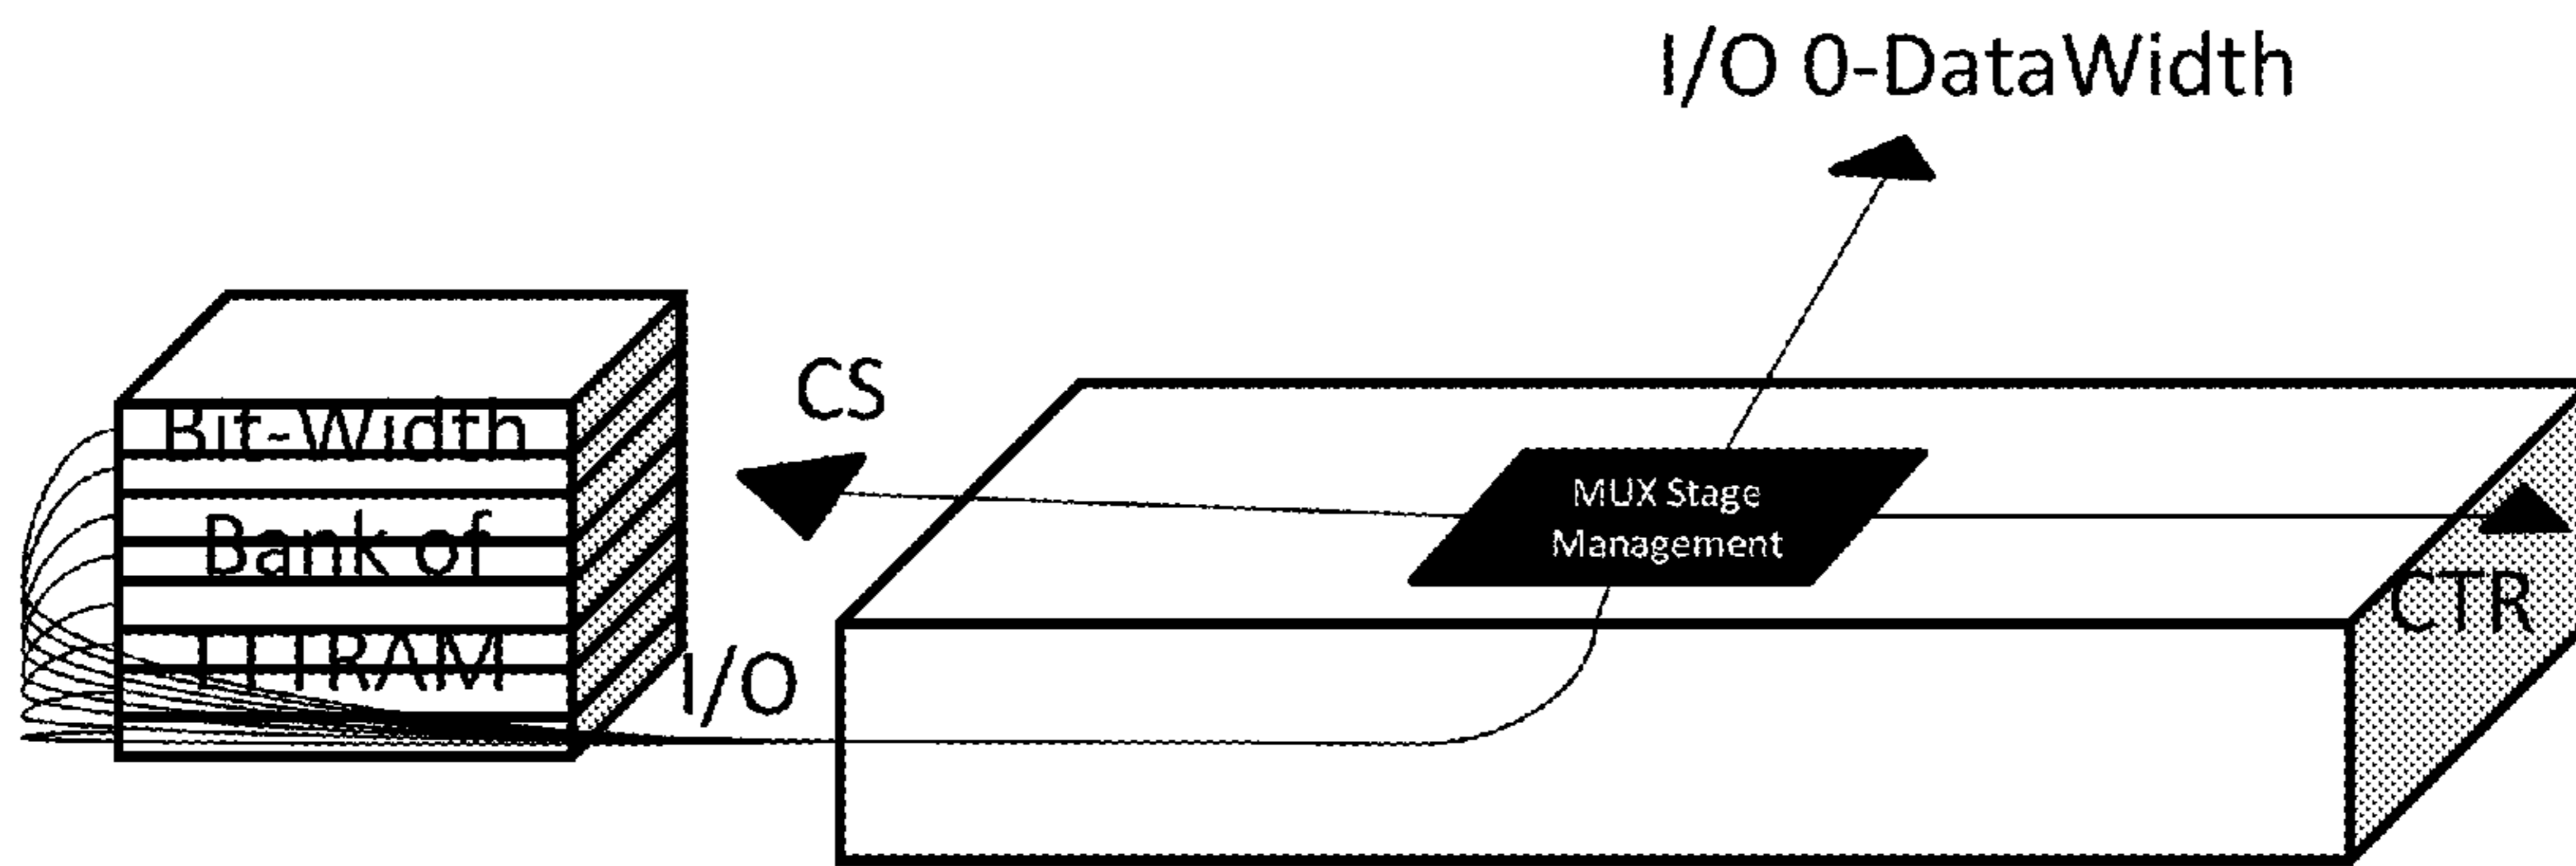 I/O 0-DataWidth
CS
Bit-Width
Bank of
I/O
MUX Stage
Management
CTR